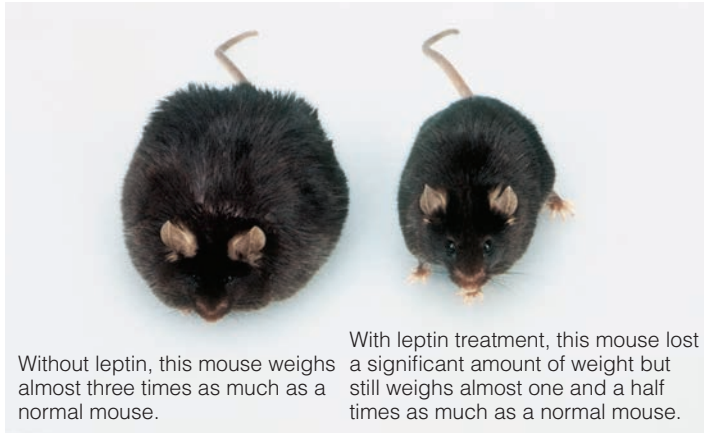 Without leptin, this mouse weighs
almost three times as much as a
normal mouse.
With leptin treatment, this mouse lost
a significant amount of weight but
still weighs almost one and a half
times as much as a normal mouse.